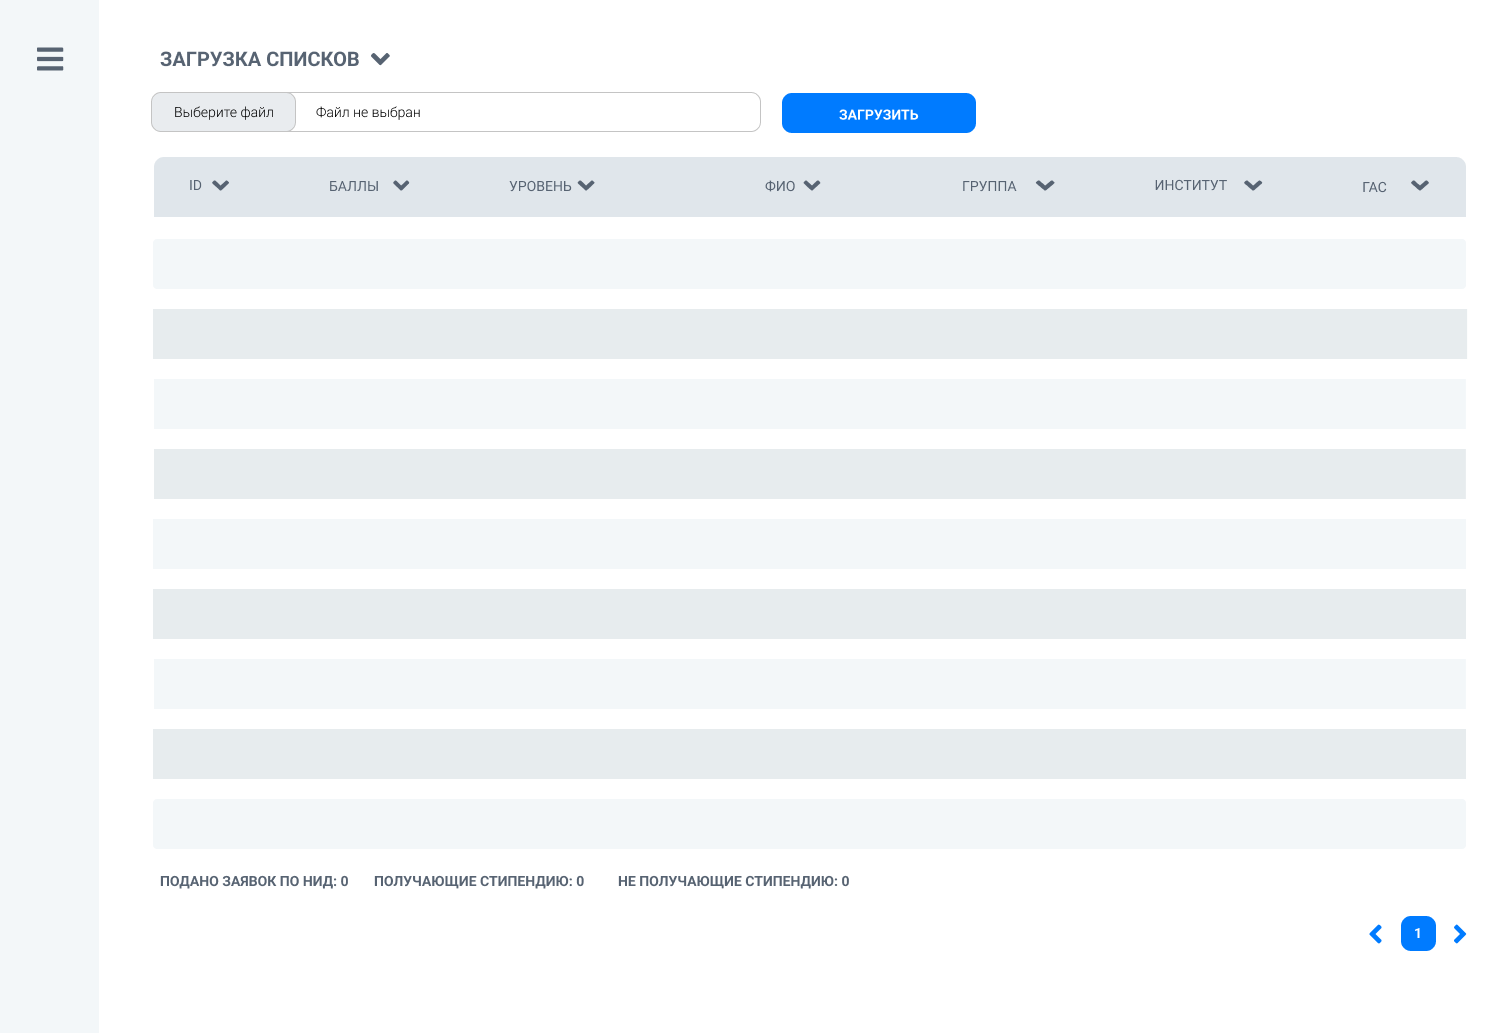 ЗАГРУЗКА СПИСКОВ
Выберите файл Файл не выбран ЗАГРУЗИТЬ
ID БАЛЛЫ УРОВЕНЬ ФИО ГРУППА ИНСТИТУТ ГАС
ПОДАНО ЗАЯВОК ПО НИД: 0 ПОЛУЧАЮЩИЕ СТИПЕНДИЮ: 0 НЕ ПОЛУЧАЮЩИЕ СТИПЕНДИЮ: 0
1